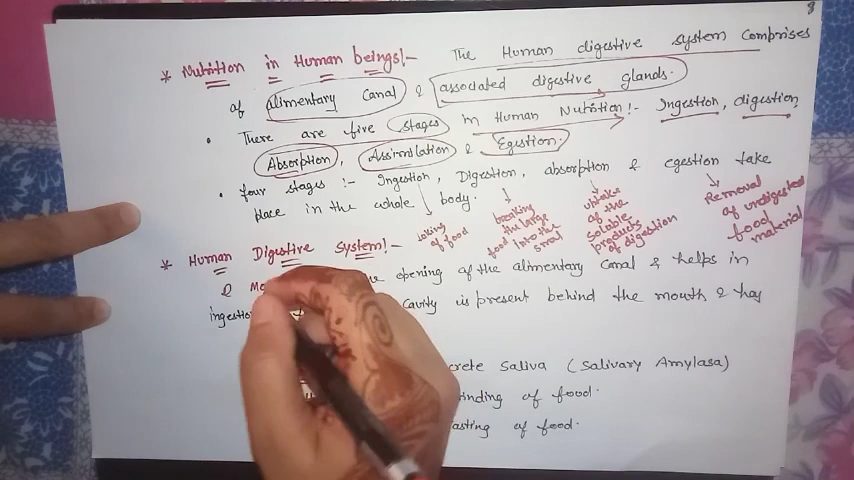 8
* Nutrition in Human beings!- The Human digestive system comprises
of alimentary Canal & associated digestive glands.
• There are five stages in Human Nutrition!- Ingestion, digestion,
Absorption, Assimilation & Egestion.
• four stages :- Ingestion, Digestion, absorption & egestion take
place in the whole body.
taking of food
breaking the large food into the small
uptake of the soluble products of digestion
Removal of undigested food material
* Human Digestive System!-
opening of the alimentary Canal & helps in
cavity is present behind the mouth & has
crete Saliva (Salivary Amylasa)
inding of food.
asting of food.